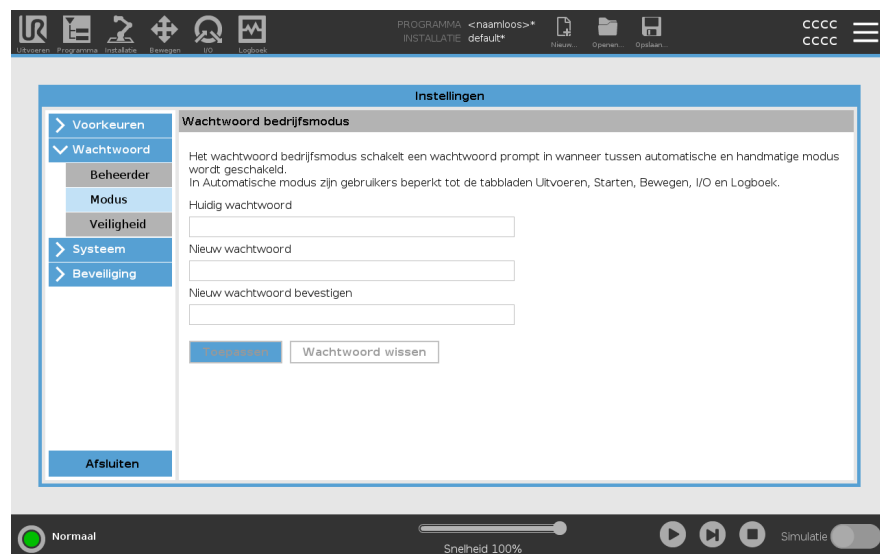 Uitvoeren Programma Installatie Bewegen I/O Logboek
PROGRAMMA <naamloos>*
INSTALLATIE default*
Nieuw... Openen... Opslaan...
CCCC
CCCC
Instellingen
Voorkeuren
Wachtwoord
Beheerder
Modus
Veiligheid
Systeem
Beveiliging
Afsluiten
Wachtwoord bedrijfsmodus
Het wachtwoord bedrijfsmodus schakelt een wachtwoord prompt in wanneer tussen automatische en handmatige modus
wordt geschakeld.
In Automatische modus zijn gebruikers beperkt tot de tabbladen Uitvoeren, Starten, Bewegen, I/O en Logboek.
Huidig wachtwoord
Nieuw wachtwoord
Nieuw wachtwoord bevestigen
Toepassen Wachtwoord wissen
Normaal
Snelheid 100%
Simulatie